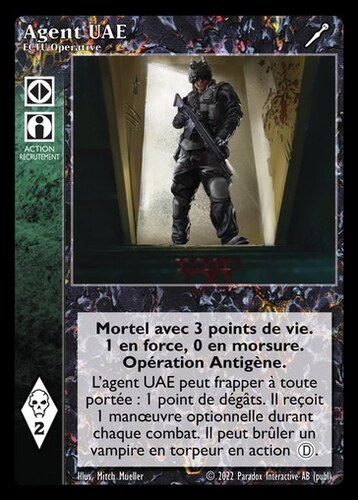 Agent UAE
ECTU Operative
ACTION
RECRUTEMENT
Mortel avec 3 points de vie.
1 en force, 0 en morsure.
Opération Antigène.
L'agent UAE peut frapper à toute
portée : 1 point de dégâts. Il reçoit
1 manœuvre optionnelle durant
chaque combat. Il peut brûler un
vampire en torpeur en action D.
2
Illus. Mitch Mueller © 2022 Paradox Interactive AB (publ)